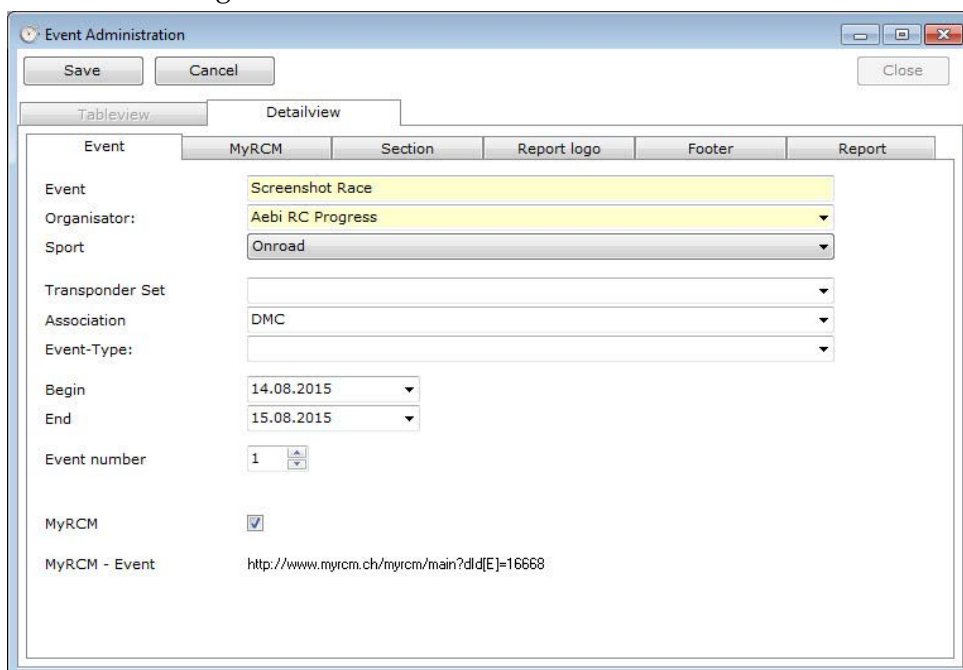 Event Administration
Save Cancel Close
Tableview Detailview
Event MyRCM Section Report logo Footer Report
Event Screenshot Race
Organisator: Aebi RC Progress
Sport Onroad
Transponder Set
Association DMC
Event-Type:
Begin 14.08.2015
End 15.08.2015
Event number 1
MyRCM
MyRCM - Event http://www.myrcm.ch/myrcm/main?dId[E]=16668